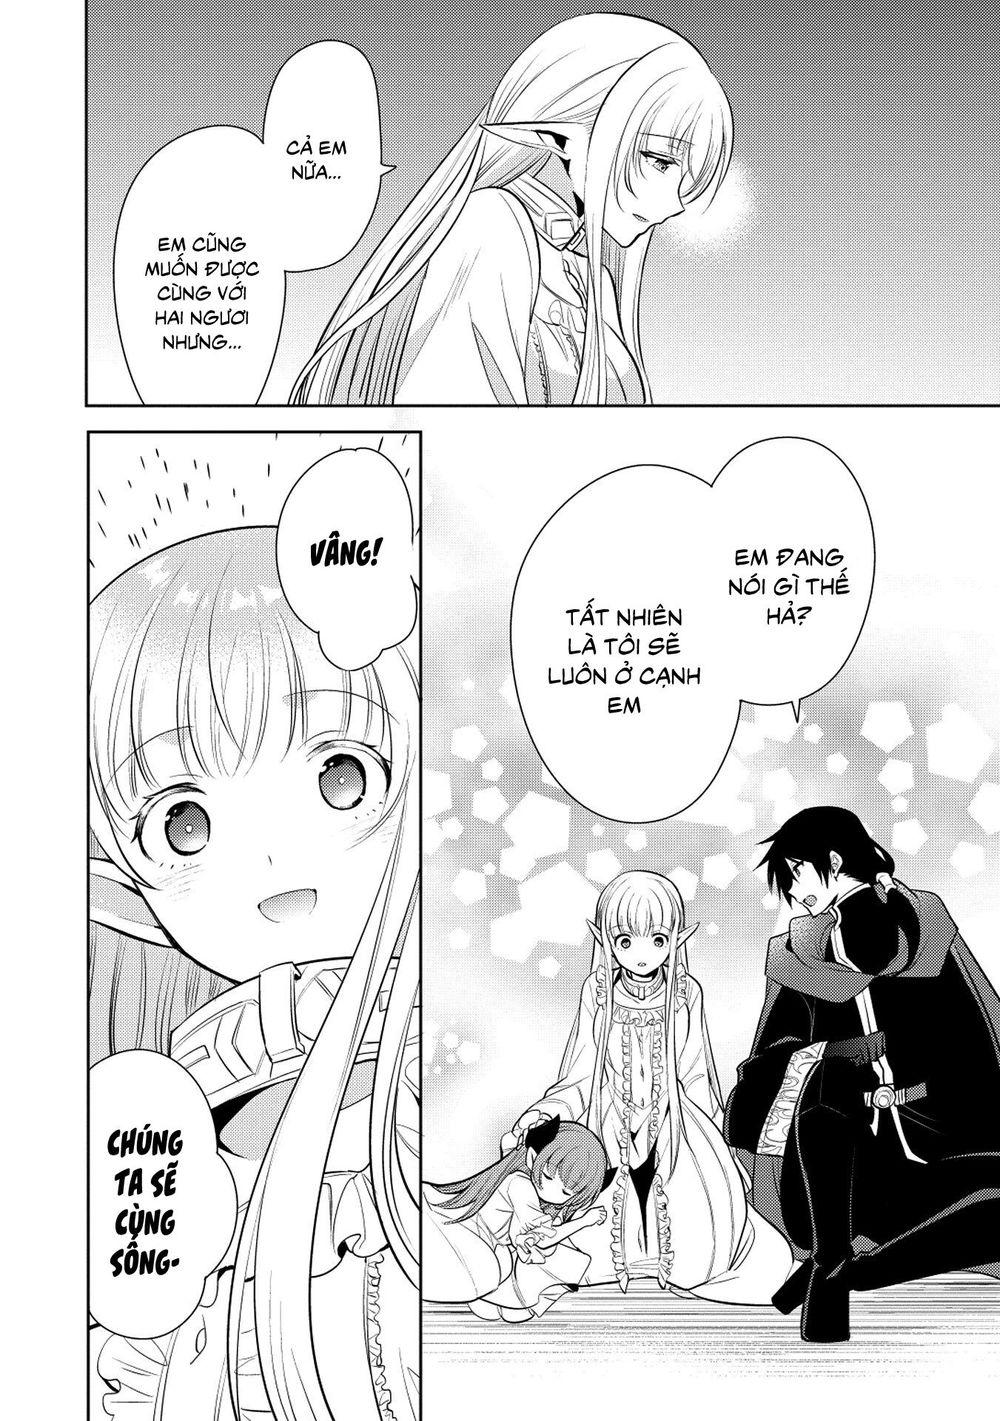 CẢ EM
NỮA...
EM CŨNG
MUỐN ĐƯỢC
CÙNG VỚI
HAI NGƯƠI
NHƯNG...
EM ĐANG
NÓI GÌ THẾ
HẢ?
TẤT NHIÊN
LÀ TÔI SẼ
LUÔN Ở CẠNH
EM
VÂNG!
CHÚNG
TA SẼ
CÙNG
SỐNG-